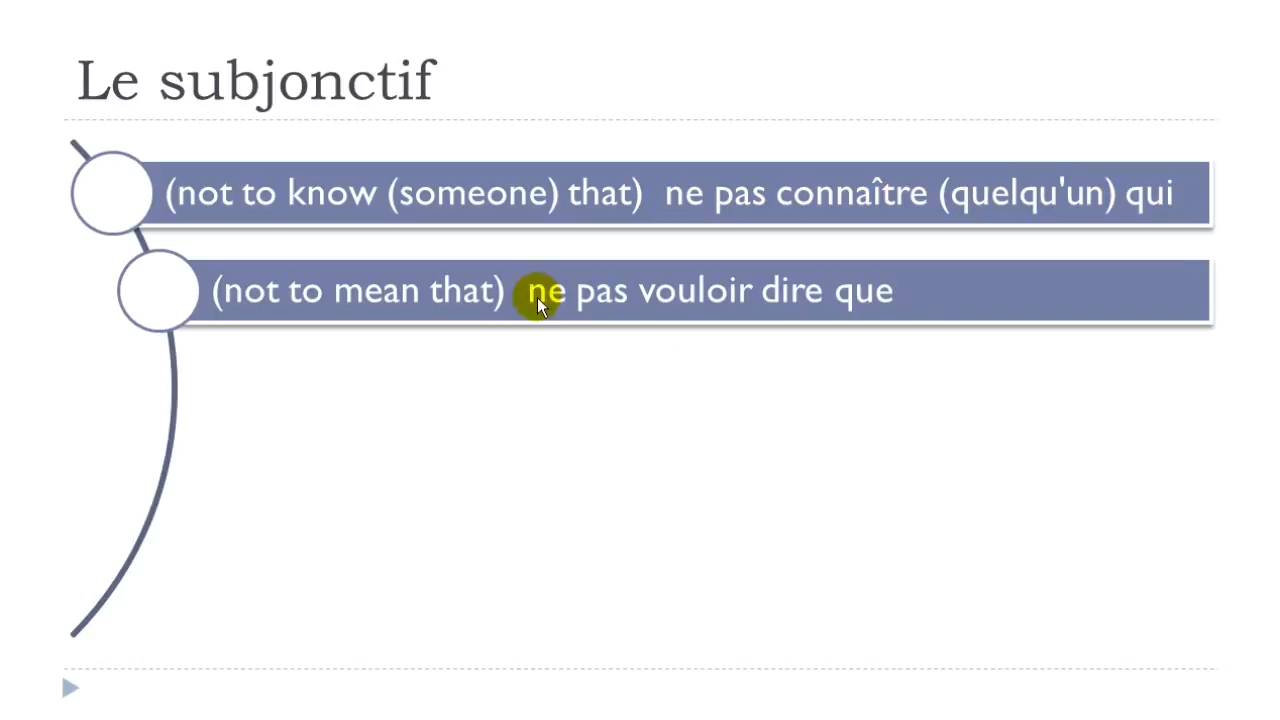 Le subjonctif
(not to know (someone) that) ne pas connaître (quelqu'un) qui
(not to mean that) ne pas vouloir dire que